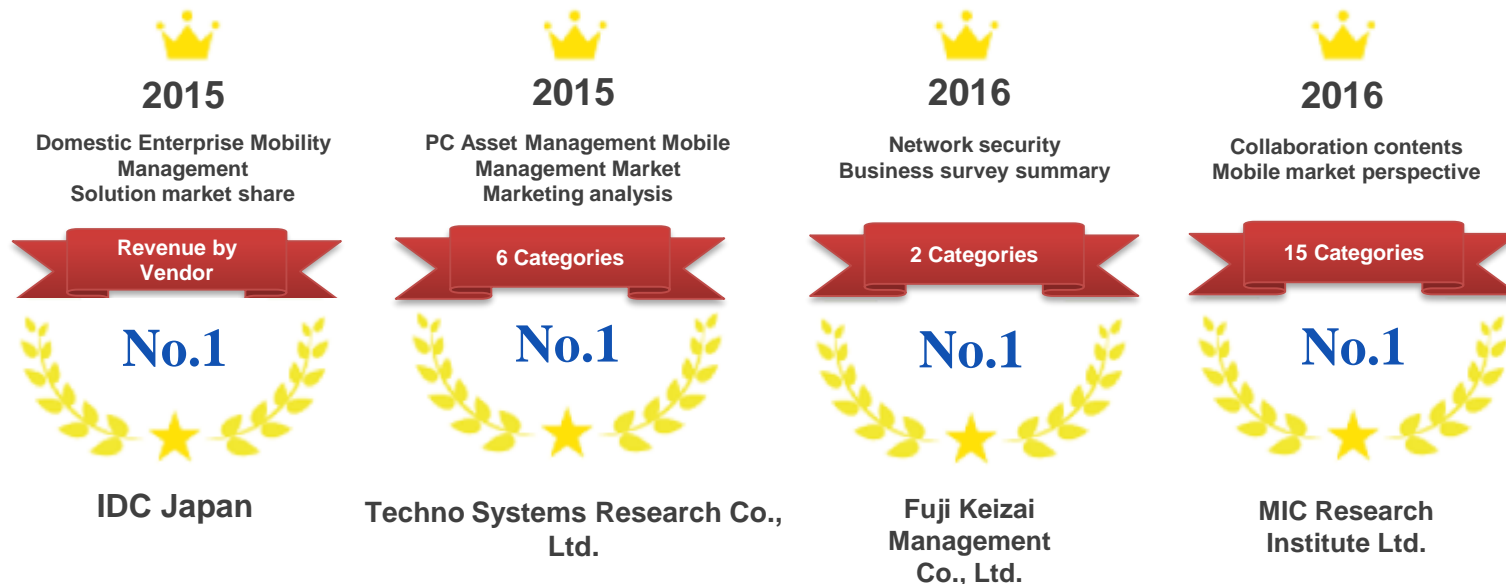 2015
Domestic Enterprise Mobility
Management
Solution market share
Revenue by
Vendor
No.1
IDC Japan
2015
PC Asset Management Mobile
Management Market
Marketing analysis
6 Categories
No.1
Techno Systems Research Co.,
Ltd.
2016
Network security
Business survey summary
2 Categories
No.1
Fuji Keizai
Management
Co., Ltd.
2016
Collaboration contents
Mobile market perspective
15 Categories
No.1
MIC Research
Institute Ltd.